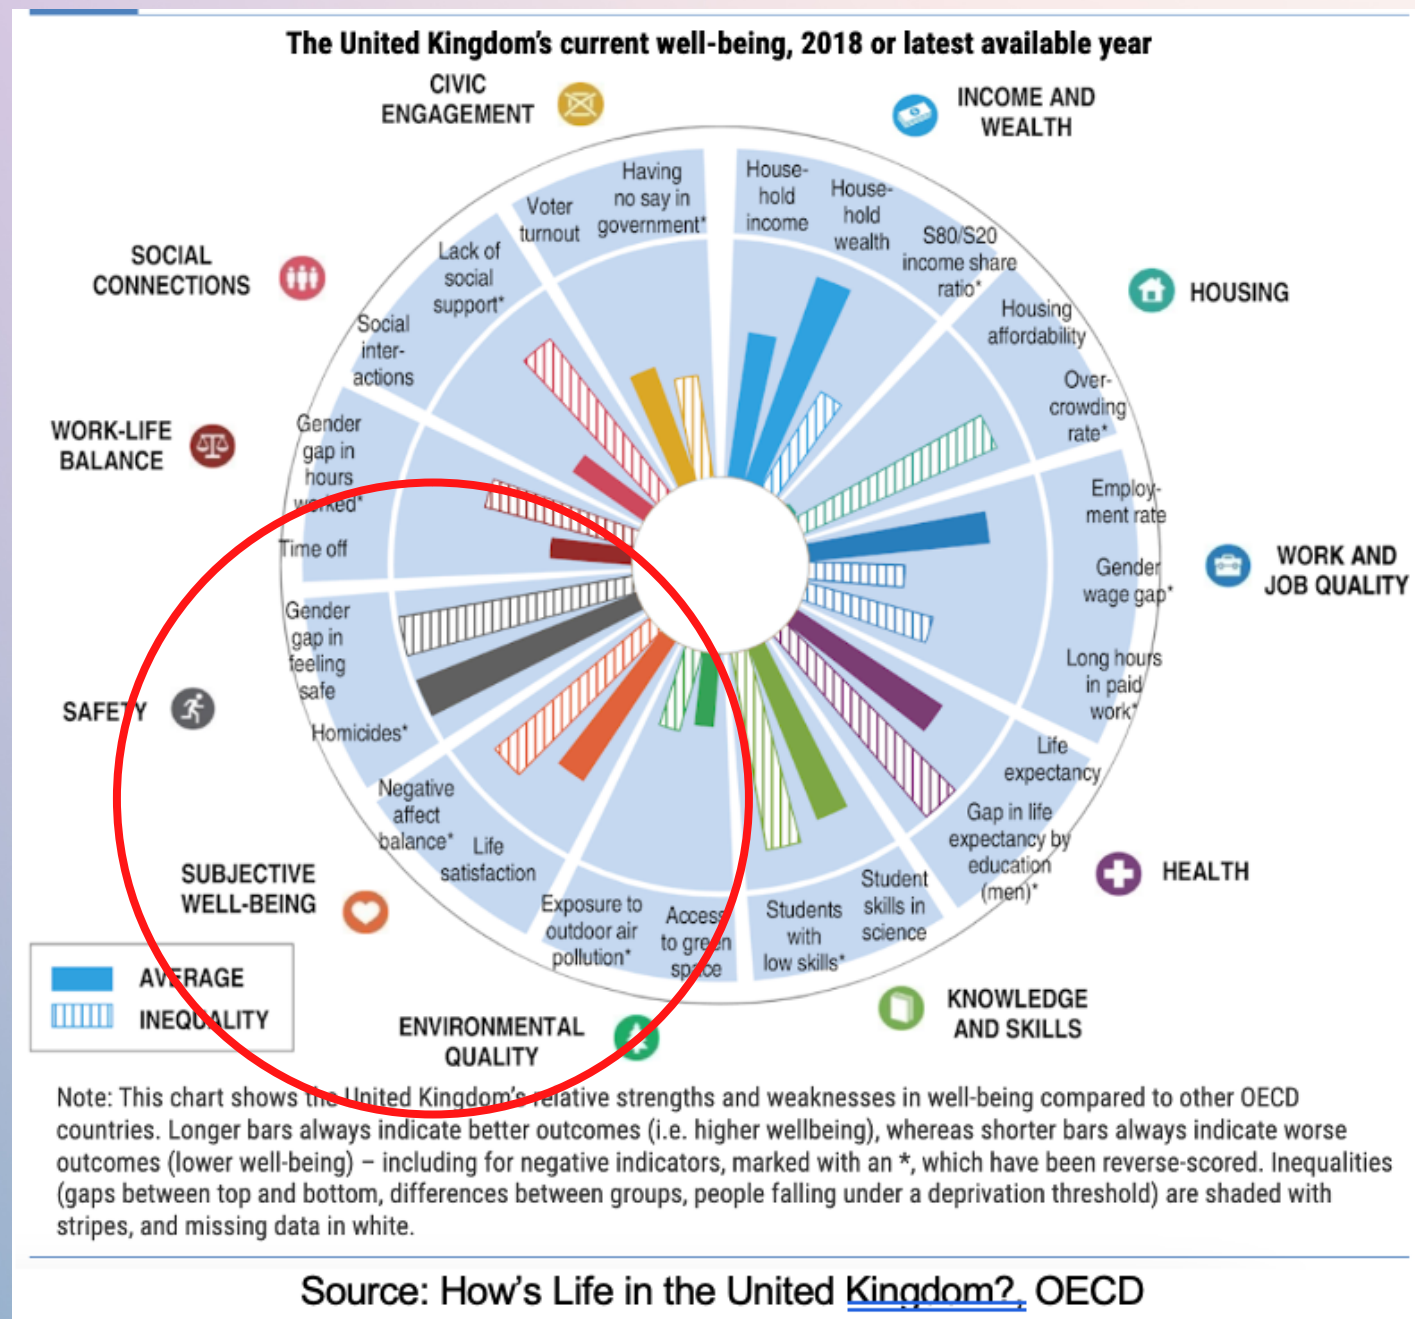 The United Kingdom's current well-being, 2018 or latest available year
CIVIC
ENGAGEMENT
INCOME AND
WEALTH
SOCIAL
CONNECTIONS
HOUSING
WORK-LIFE
BALANCE
WORK AND
JOB QUALITY
SAFETY
HEALTH
SUBJECTIVE
WELL-BEING
KNOWLEDGE
AND SKILLS
ENVIRONMENTAL
QUALITY
Having
no say in
government*
Voter
turnout
House-
hold
income
House-
hold
wealth
S80/S20
income share
ratio*
Housing
affordability
Over-
crowding
rate*
Employ-
ment rate
Gender
wage gap*
Long hours
in paid
work*
Life
expectancy
Gap in life
expectancy by
education
(men)*
Student
skills in
science
Students
with
low skills*
Access
to green
space
Exposure to
outdoor air
pollution*
Life
satisfaction
Negative
affect
balance*
Homicides*
Gender
gap in
feeling
safe
Time off
Gender
gap in
hours
worked*
Social
inter-
actions
Lack of
social
support*
AVERAGE
INEQUALITY
Note: This chart shows the United Kingdom's relative strengths and weaknesses in well-being compared to other OECD
countries. Longer bars always indicate better outcomes (i.e. higher wellbeing), whereas shorter bars always indicate worse
outcomes (lower well-being) – including for negative indicators, marked with an *, which have been reverse-scored. Inequalities
(gaps between top and bottom, differences between groups, people falling under a deprivation threshold) are shaded with
stripes, and missing data in white.
Source: How's Life in the United Kingdom?, OECD